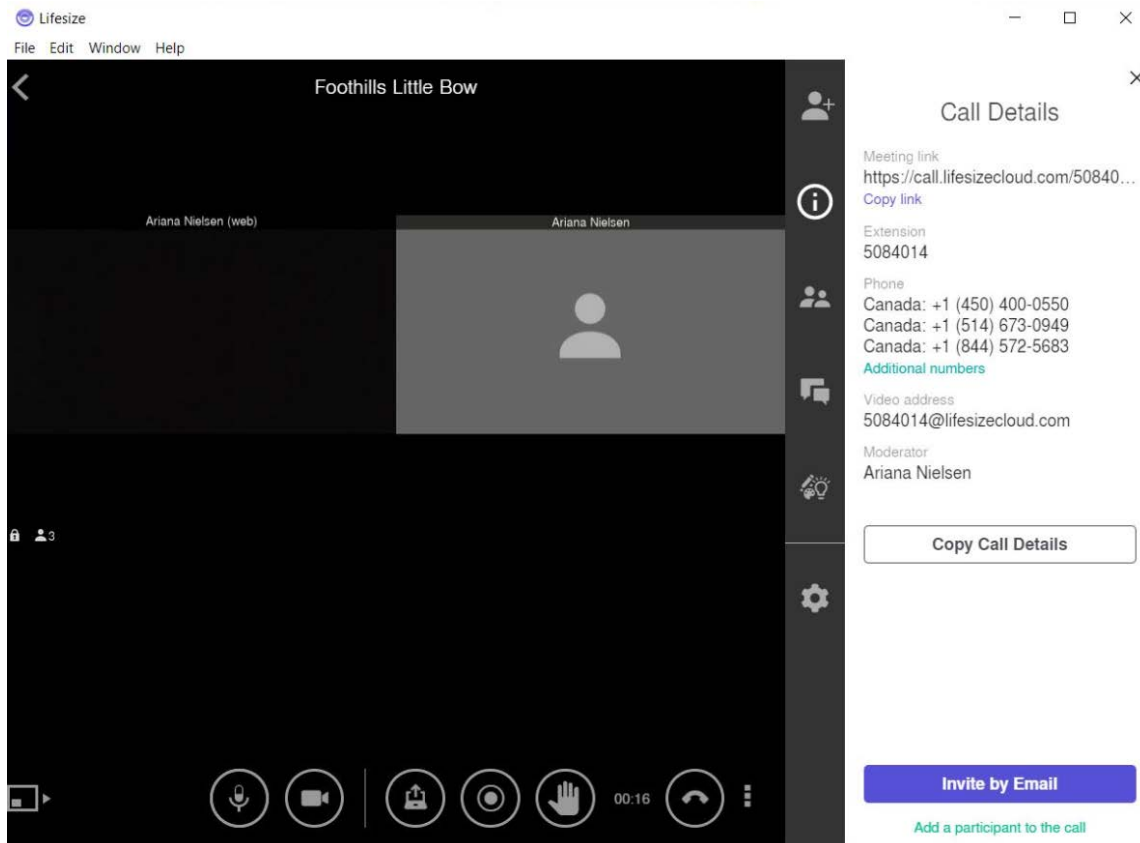 Lifesize
File Edit Window Help
Foothills Little Bow
Ariana Nielsen (web)
Ariana Nielsen
3
00:16
Call Details
Meeting link
https://call.lifesizecloud.com/50840...
Copy link
Extension
5084014
Phone
Canada: +1 (450) 400-0550
Canada: +1 (514) 673-0949
Canada: +1 (844) 572-5683
Additional numbers
Video address
5084014@lifesizecloud.com
Moderator
Ariana Nielsen
Copy Call Details
Invite by Email
Add a participant to the call